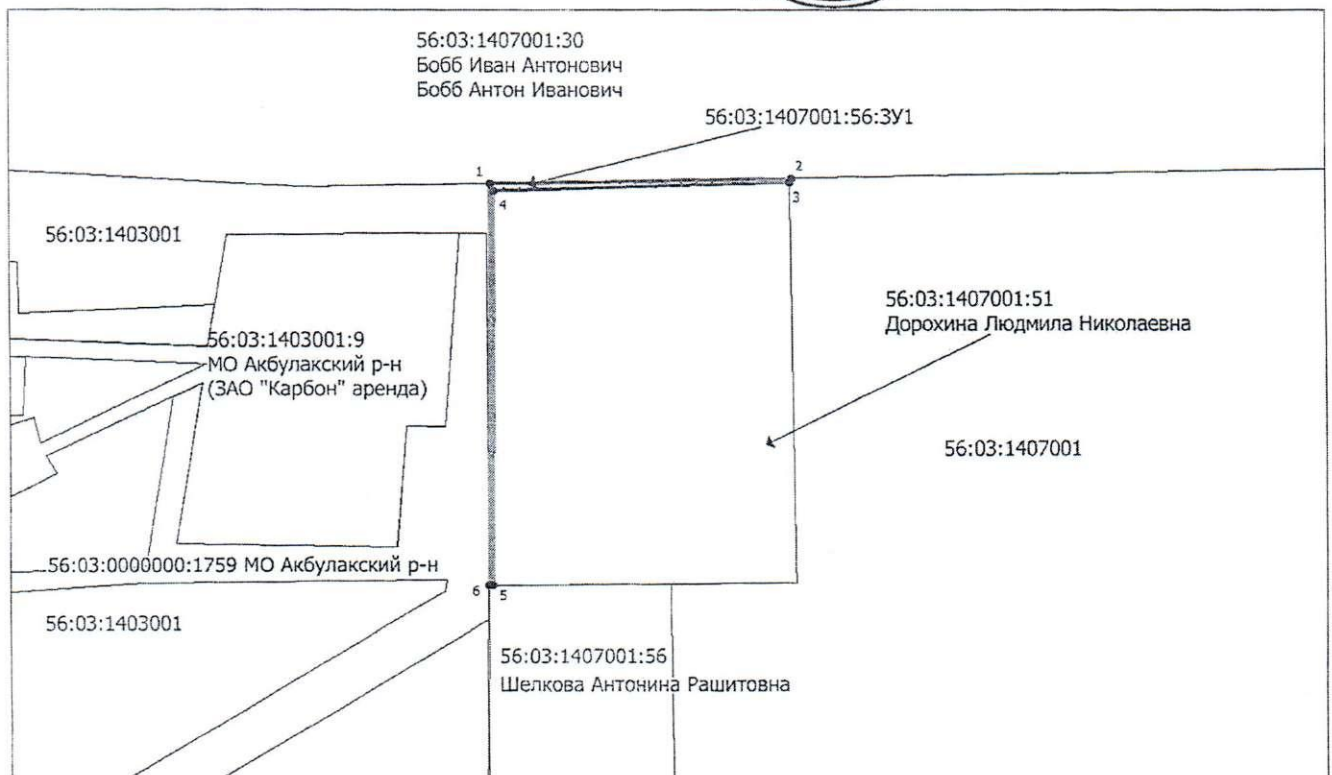 56:03:1407001:30
Бобб Иван Антонович
Бобб Антон Иванович
56:03:1407001:56:ЗУ1
1
2
4
3
56:03:1403001
56:03:1407001:51
Дорохина Людмила Николаевна
56:03:1403001:9
МО Акбулакский р-н
(ЗАО "Карбон" аренда)
56:03:1407001
56:03:0000000:1759 МО Акбулакский р-н
6
5
56:03:1403001
56:03:1407001:56
Шелкова Антонина Рашитовна